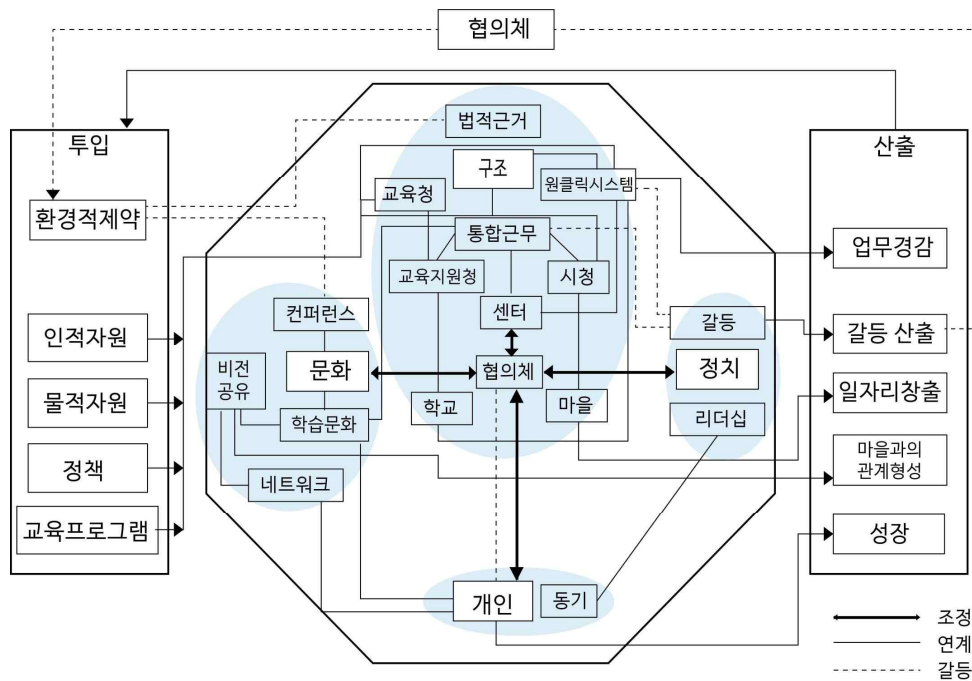 협의체
투입
환경적제약
인적자원
물적자원
정책
교육프로그램
법적근거
구조
교육청
원클릭시스템
통합근무
교육지원청
시청
센터
협의체
학교
마을
컨퍼런스
문화
비전
공유
학습문화
네트워크
갈등
정치
리더십
개인
동기
산출
업무경감
갈등 산출
일자리창출
마을과의
관계형성
성장
조정
연계
갈등